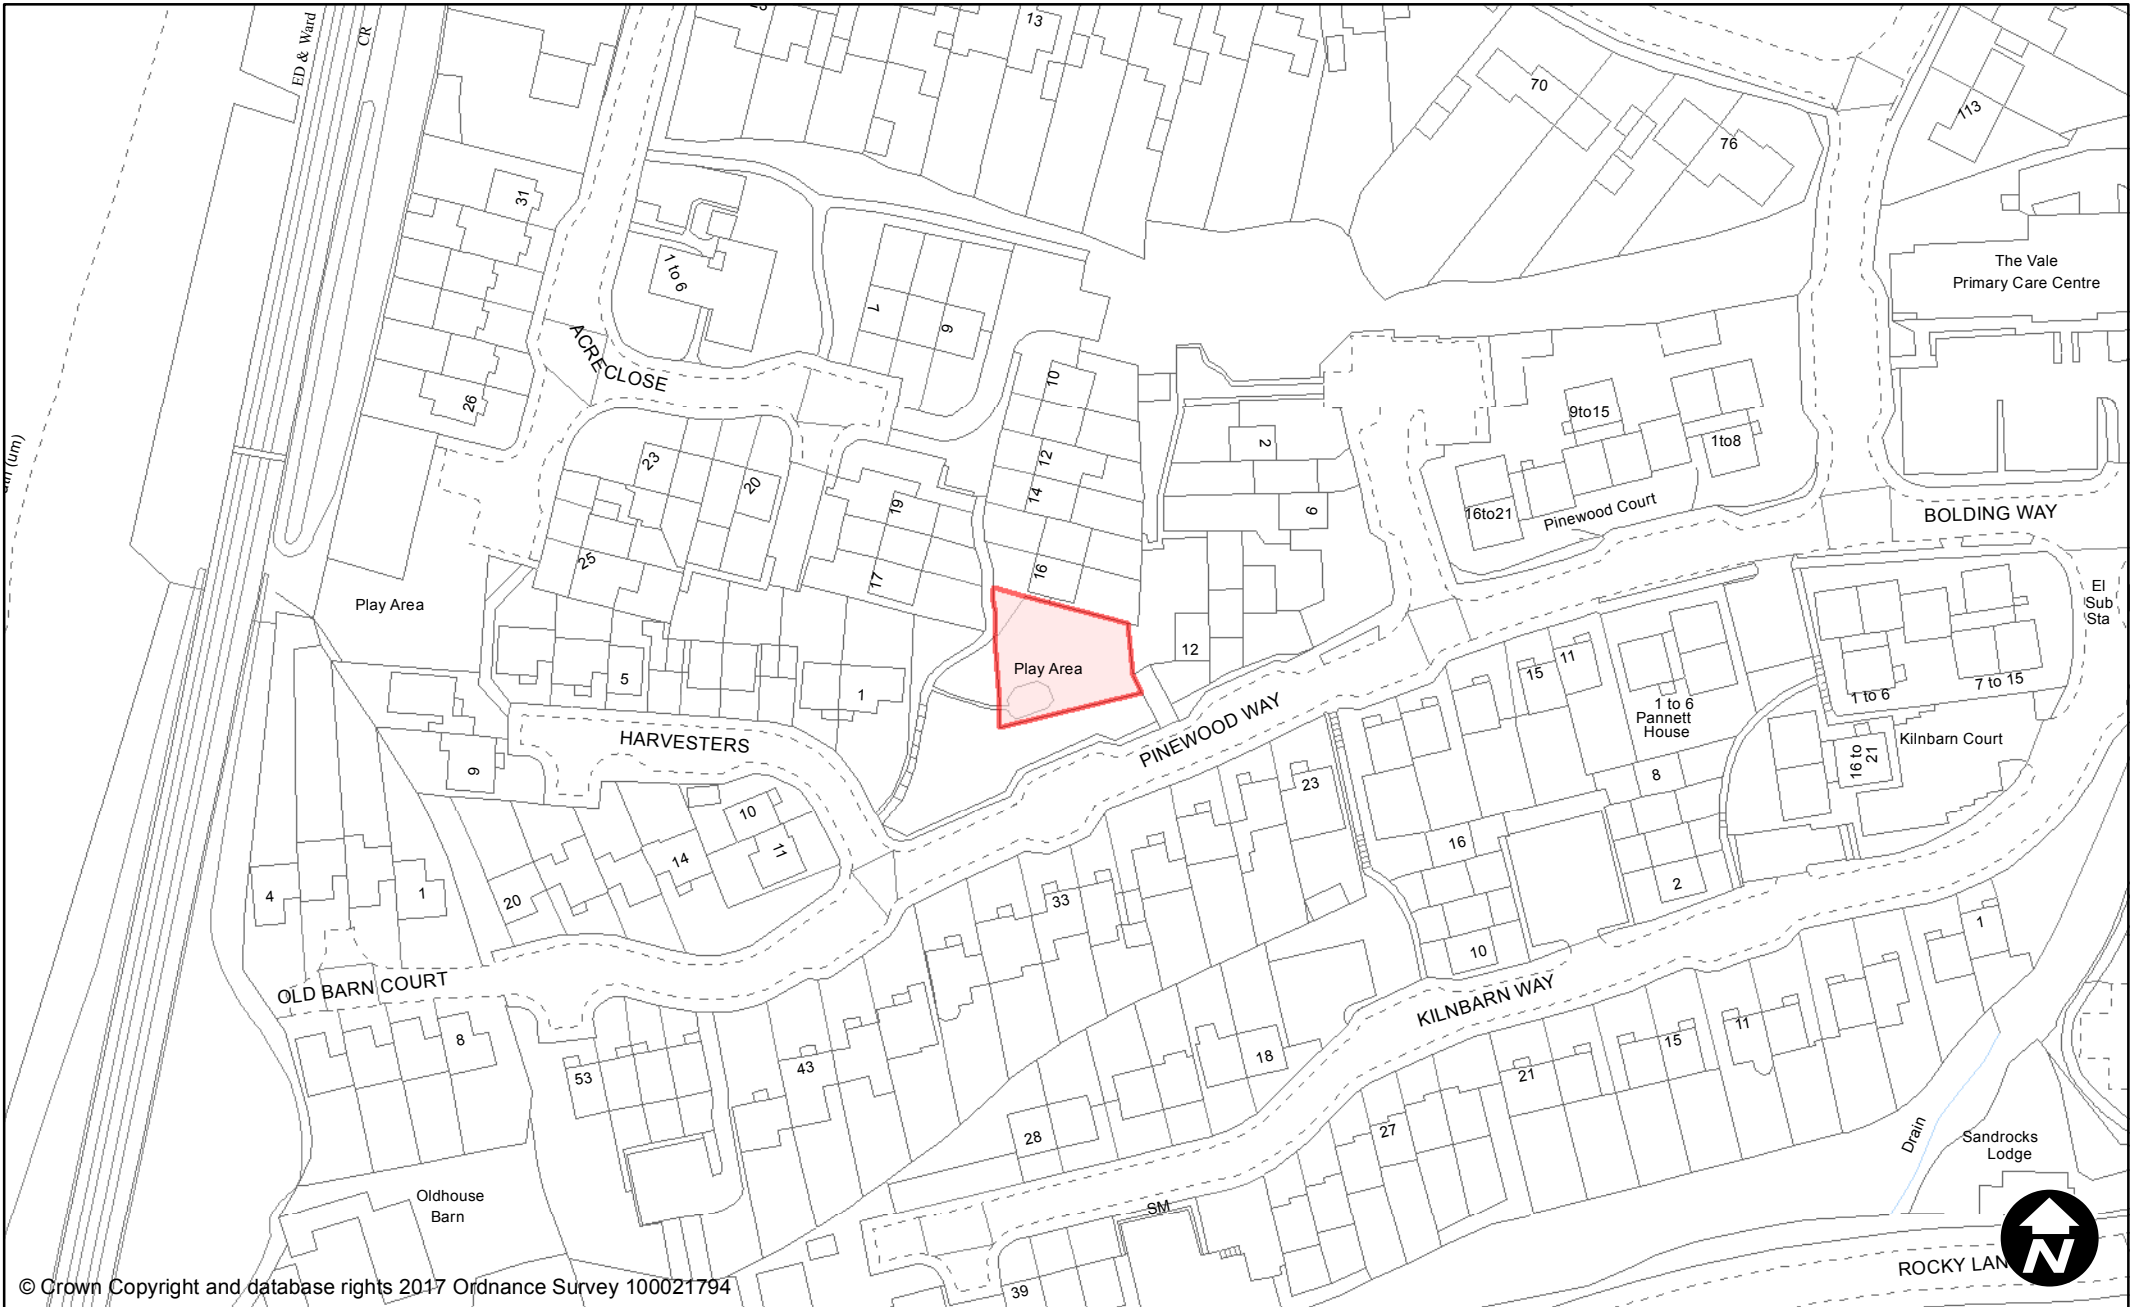 13
ED & Ward
CR
70
76
113
31
1 to 6
The Vale
Primary Care Centre
7
9
ACRE CLOSE
10
26
9to15
1to8
2
12
23
20
14
19
6
16to21
Pinewood Court
BOLDING WAY
25
17
16
Play Area
El
Sub
Sta
12
Play Area
5
1
15
11
1 to 6
Pannett
House
1 to 6
7 to 15
HARVESTERS
PINEWOOD WAY
Kilnbarn Court
16 to
21
9
23
8
10
11
14
16
4
1
20
33
2
1
10
OLD BARN COURT
KILNBARN WAY
8
53
43
18
21
15
11
28
27
Drain
Sandrocks
Lodge
Oldhouse
Barn
SM
N
ROCKY LAN
39
© Crown Copyright and database rights 2017 Ordnance Survey 100021794